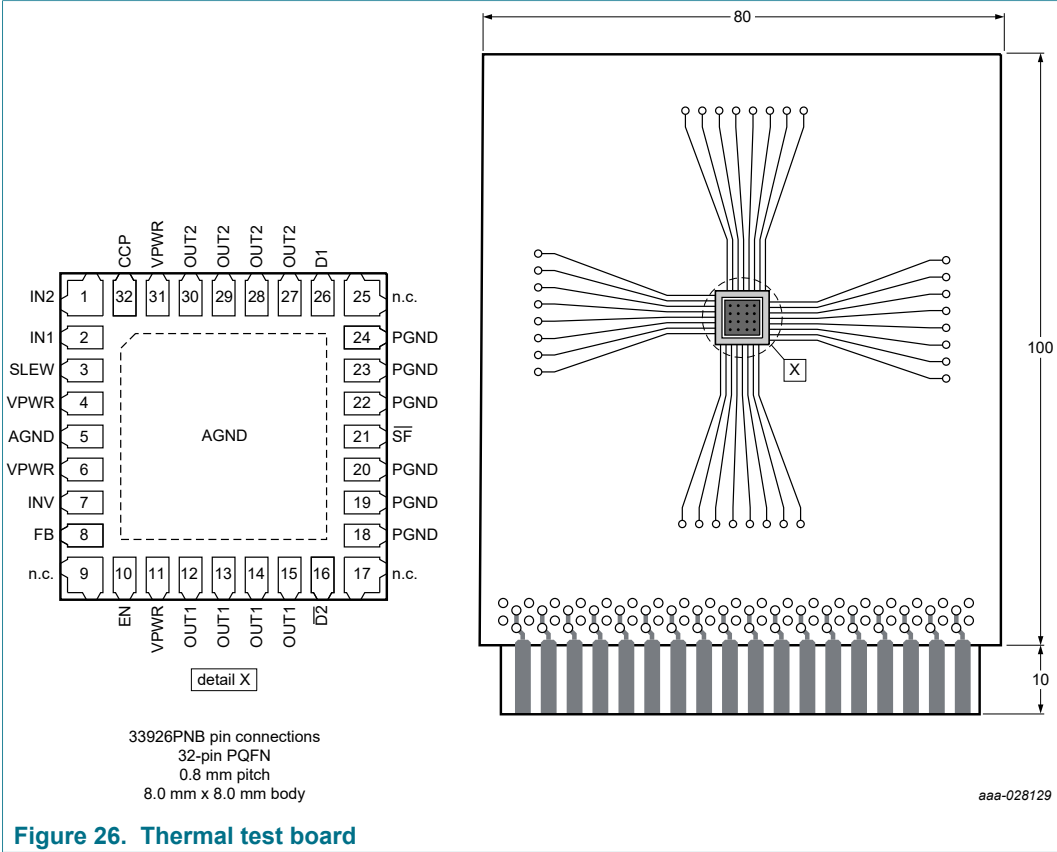 80
100
10
X
CCP
VPWR
OUT2
OUT2
OUT2
OUT2
D1
IN2 1 32 31 30 29 28 27 26 25 n.c.
IN1 2 24 PGND
SLEW 3 23 PGND
VPWR 4 22 PGND
AGND 5 AGND 21 S̅F̅
VPWR 6 20 PGND
INV 7 19 PGND
FB 8 18 PGND
n.c. 9 10 11 12 13 14 15 16 17 n.c.
EN
VPWR
OUT1
OUT1
OUT1
OUT1
D̅2̅
detail X
33926PNB pin connections
32-pin PQFN
0.8 mm pitch
8.0 mm x 8.0 mm body
aaa-028129
Figure 26. Thermal test board